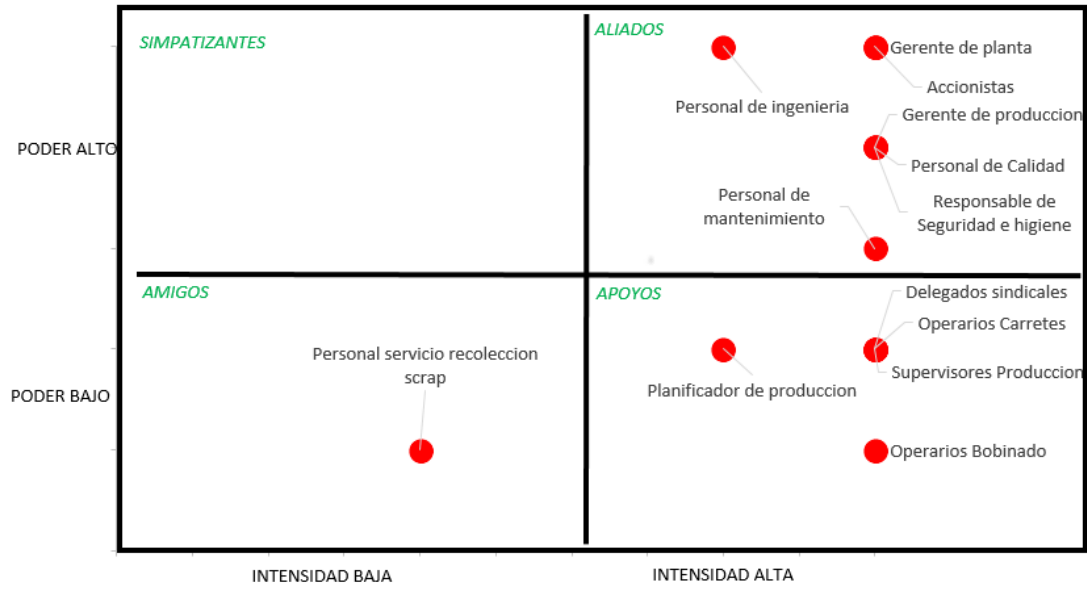 SIMPATIZANTES
ALIADOS
Gerente de planta
Accionistas
Personal de ingenieria
Gerente de produccion
PODER ALTO
Personal de Calidad
Personal de
mantenimiento
Responsable de
Seguridad e higiene
AMIGOS
APOYOS
Delegados sindicales
Operarios Carretes
Personal servicio recoleccion
scrap
Supervisores Produccion
Planificador de produccion
PODER BAJO
Operarios Bobinado
INTENSIDAD BAJA
INTENSIDAD ALTA